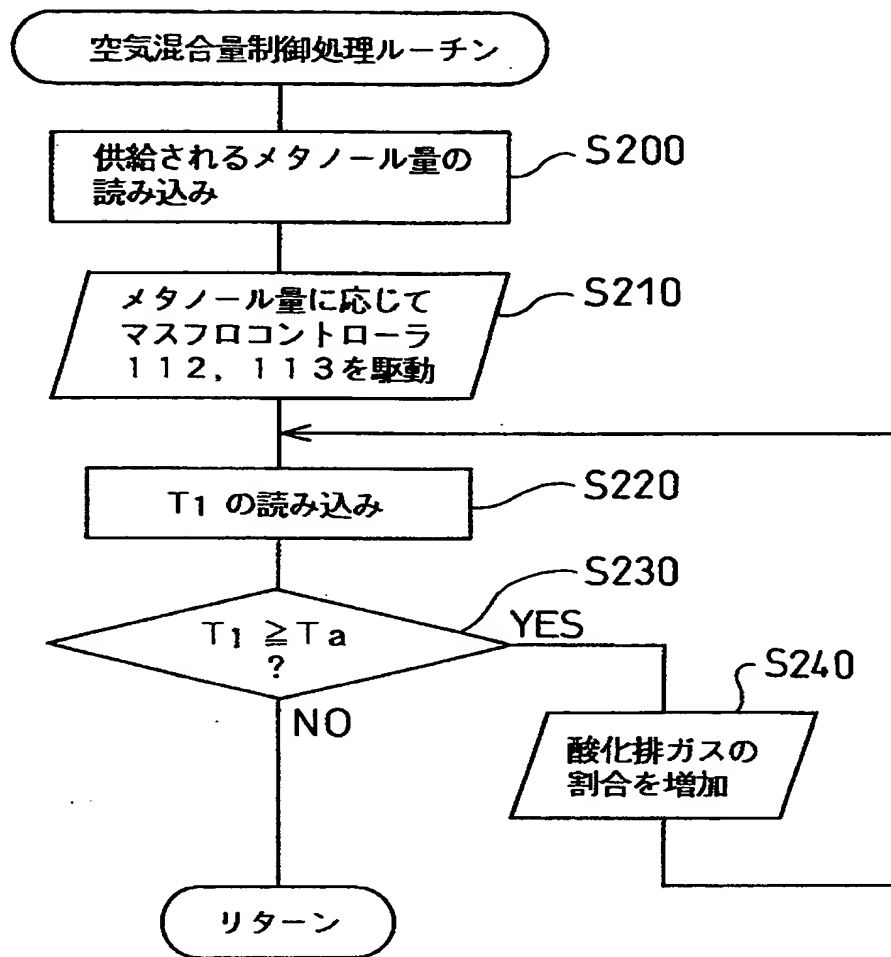 空気混合量制御処理ルーチン
供給されるメタノール量の
読み込み
S200
メタノール量に応じて
マスフロコントローラ
112，113を駆動
S210
T1 の読み込み
S220
S230
T1 ≧Ta
?
YES
NO
S240
酸化排ガスの
割合を増加
リターン